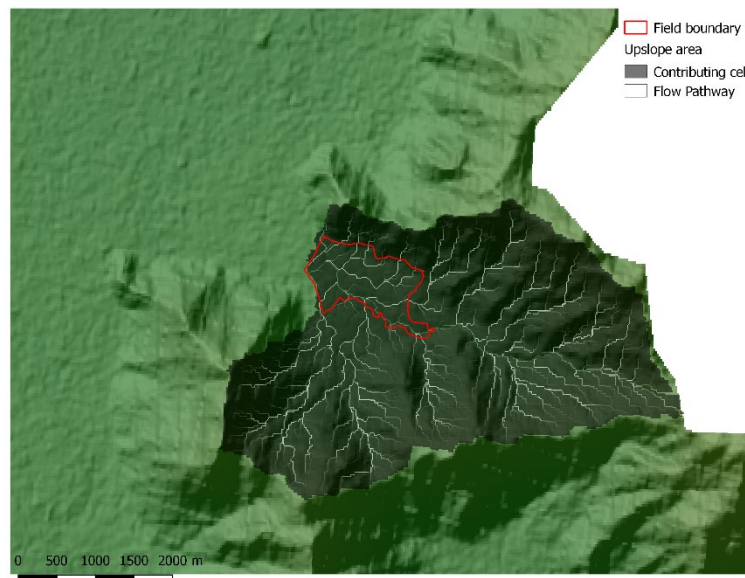 Field boundary
Upslope area
Contributing cel
Flow Pathway
0 500 1000 1500 2000 m